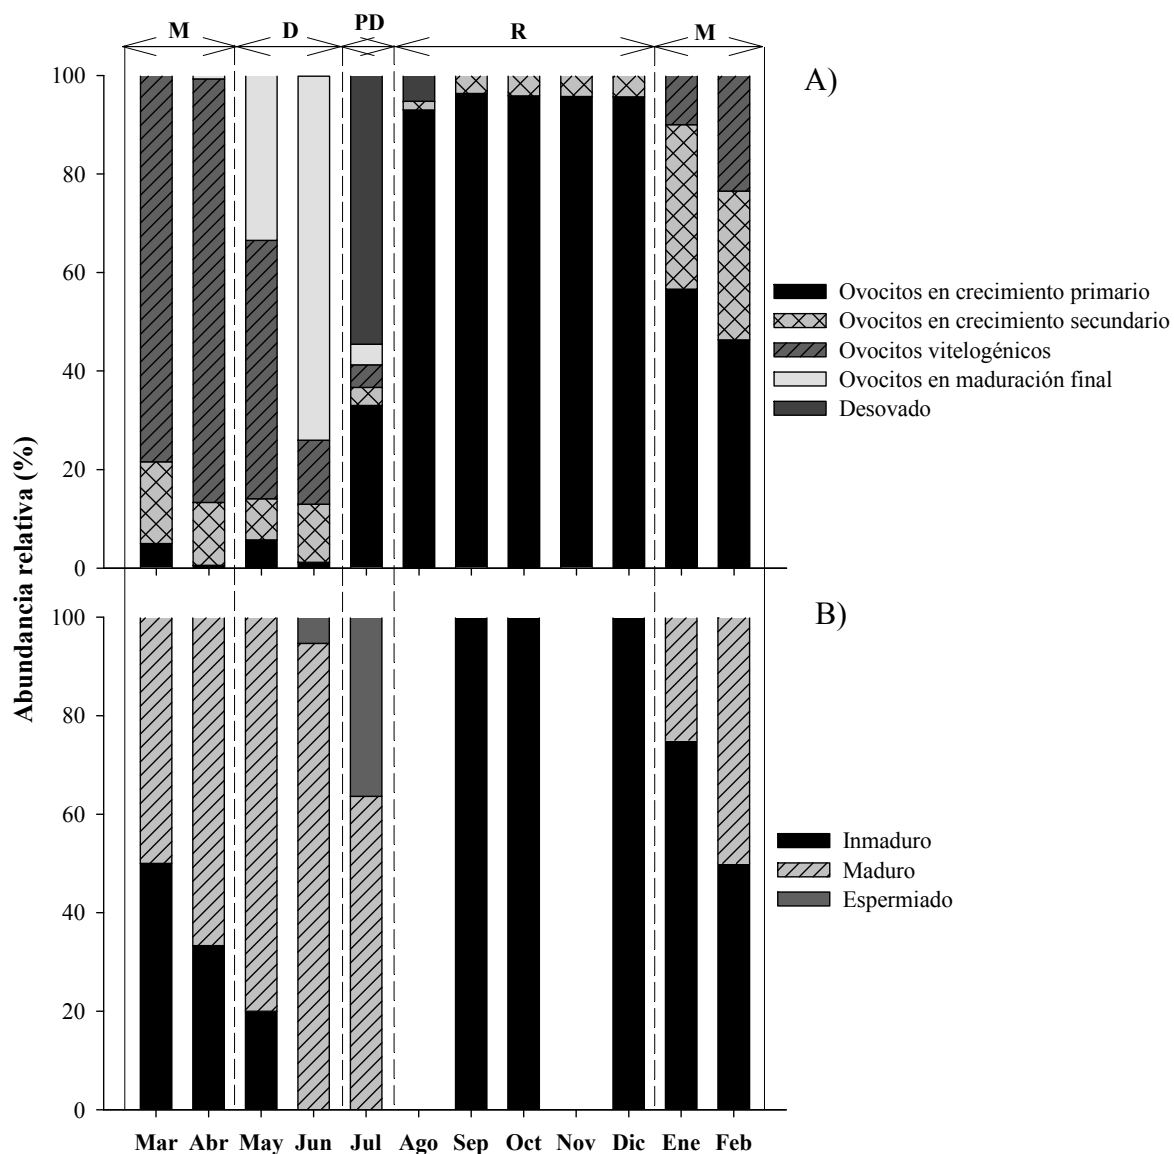 M D PD R M
A)
100
80
60
40
20
0
Ovocitos en crecimiento primario
Ovocitos en crecimiento secundario
Ovocitos vitelogénicos
Ovocitos en maduración final
Desovado
Abundancia relativa (%)
B)
100
80
60
40
20
0
Inmaduro
Maduro
Espermiado
Mar Abr May Jun Jul Ago Sep Oct Nov Dic Ene Feb